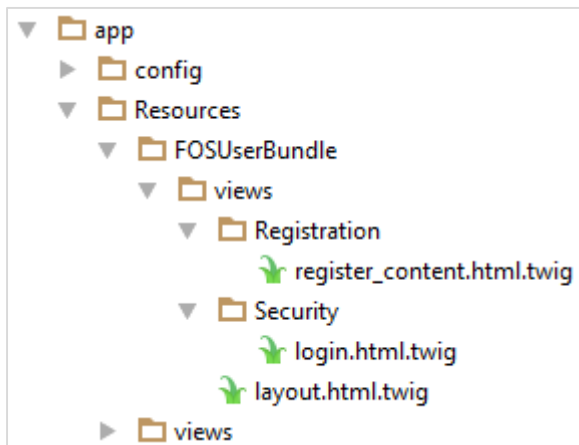 app
config
Resources
FOSUserBundle
views
Registration
register_content.html.twig
Security
login.html.twig
layout.html.twig
views